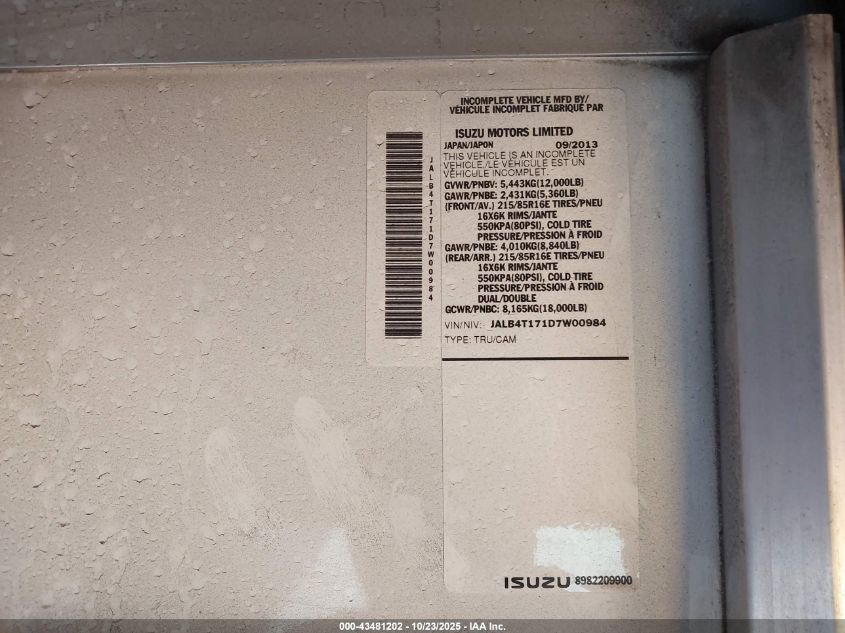 INCOMPLETE VEHICLE MFD BY/
VÉHICULE INCOMPLET FABRIQUÉ PAR
ISUZU MOTORS LIMITED
JAPAN/JAPON 09/2013
THIS VEHICLE IS AN INCOMPLETE
VEHICLE./LE VÉHICULE EST UN
VÉHICULE INCOMPLET.
GVWR/PNBV: 5,443KG(12,000LB)
GAWR/PNBE: 2,431KG(5,360LB)
(FRONT/AV.) 215/85R16E TIRES/PNEU
16X6K RIMS/JANTE
550KPA(80PSI), COLD TIRE
PRESSURE/PRESSION À FROID
GAWR/PNBE: 4,010KG(8,840LB)
(REAR/ARR.) 215/85R16E TIRES/PNEU
16X6K RIMS/JANTE
550KPA(80PSI), COLD TIRE
PRESSURE/PRESSION À FROID
DUAL/DOUBLE
GCWR/PNBC: 8,165KG(18,000LB)
VIN/NIV: JALB4T171D7W00984
TYPE: TRU/CAM
JALB4T171D7W00984
ISUZU 8982209900
000-43481202 - 10/23/2025 - IAA Inc.